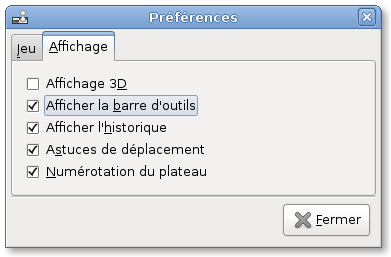 Préférences
Jeu
Affichage
Affichage 3D
Afficher la barre d'outils
Afficher l'historique
Astuces de déplacement
Numérotation du plateau
Fermer